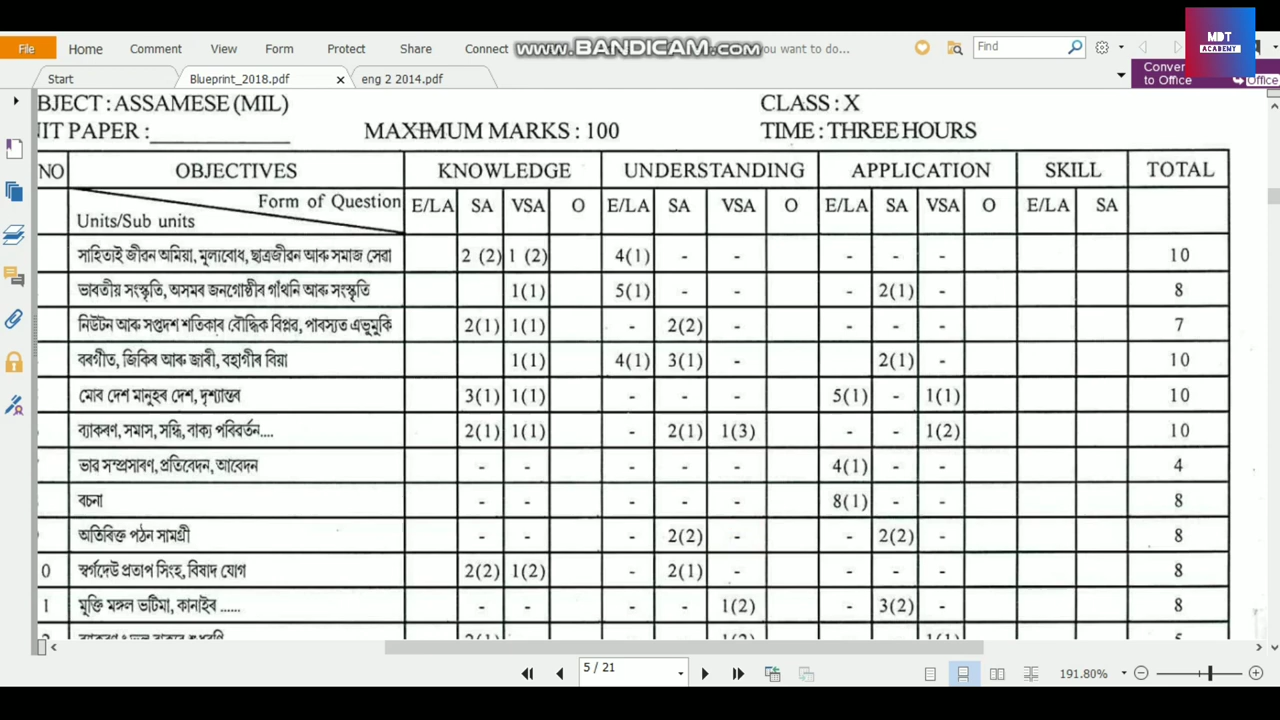 File Home Comment View Form Protect Share Connect www.BANDICAM.com you want to do... Find
MDT
ACADEMY
Start Blueprint_2018.pdf eng 2 2014.pdf
to Office Office
BJECT : ASSAMESE (MIL) CLASS : X
IT PAPER : MAXIMUM MARKS : 100 TIME : THREE HOURS
NO OBJECTIVES KNOWLEDGE UNDERSTANDING APPLICATION SKILL TOTAL
Form of Question E/LA SA VSA O E/LA SA VSA O E/LA SA VSA O E/LA SA
Units/Sub units
সাহিত্যই জীৱন অমিয়া, মূল্যবোধ, ছাত্ৰজীৱন আৰু সমাজ সেৱা 2 (2) 1 (2) 4(1) - - - - - 10
ভাৰতীয় সংস্কৃতি, অসমৰ জনগোষ্ঠীৰ গাঁথনি আৰু সংস্কৃতি 1(1) 5(1) - - - 2(1) - 8
নিউটন আৰু সপ্তদশ শতিকাৰ বৌদ্ধিক বিপ্লৱ, পাৰস্যত এভুমুকি 2(1) 1(1) - 2(2) - - - - 7
বৰগীত, জিকিৰ আৰু জাৰী, বহাগীৰ বিয়া 1(1) 4(1) 3(1) - - 2(1) - 10
মোৰ দেশ মানুহৰ দেশ, দৃশ্যান্তৰ 3(1) 1(1) - - - 5(1) - 1(1) 10
ব্যাকৰণ, সমাস, সন্ধি, বাক্য পৰিৱৰ্তন.... 2(1) 1(1) - 2(1) 1(3) - - 1(2) 10
ভাৱ সম্প্ৰসাৰণ, প্ৰতিবেদন, আবেদন - - - - - 4(1) - - 4
ৰচনা - - - - - 8(1) - - 8
অতিৰিক্ত পঠন সামগ্ৰী - - - 2(2) - - 2(2) - 8
0 স্বৰ্গদেউ প্ৰতাপ সিংহ, বিষাদ যোগ 2(2) 1(2) - 2(1) - - - - 8
1 মুক্তি মঙ্গল ভটিমা, কানাইৰ ...... - - - - 1(2) - 3(2) - 8
5 / 21 191.80%